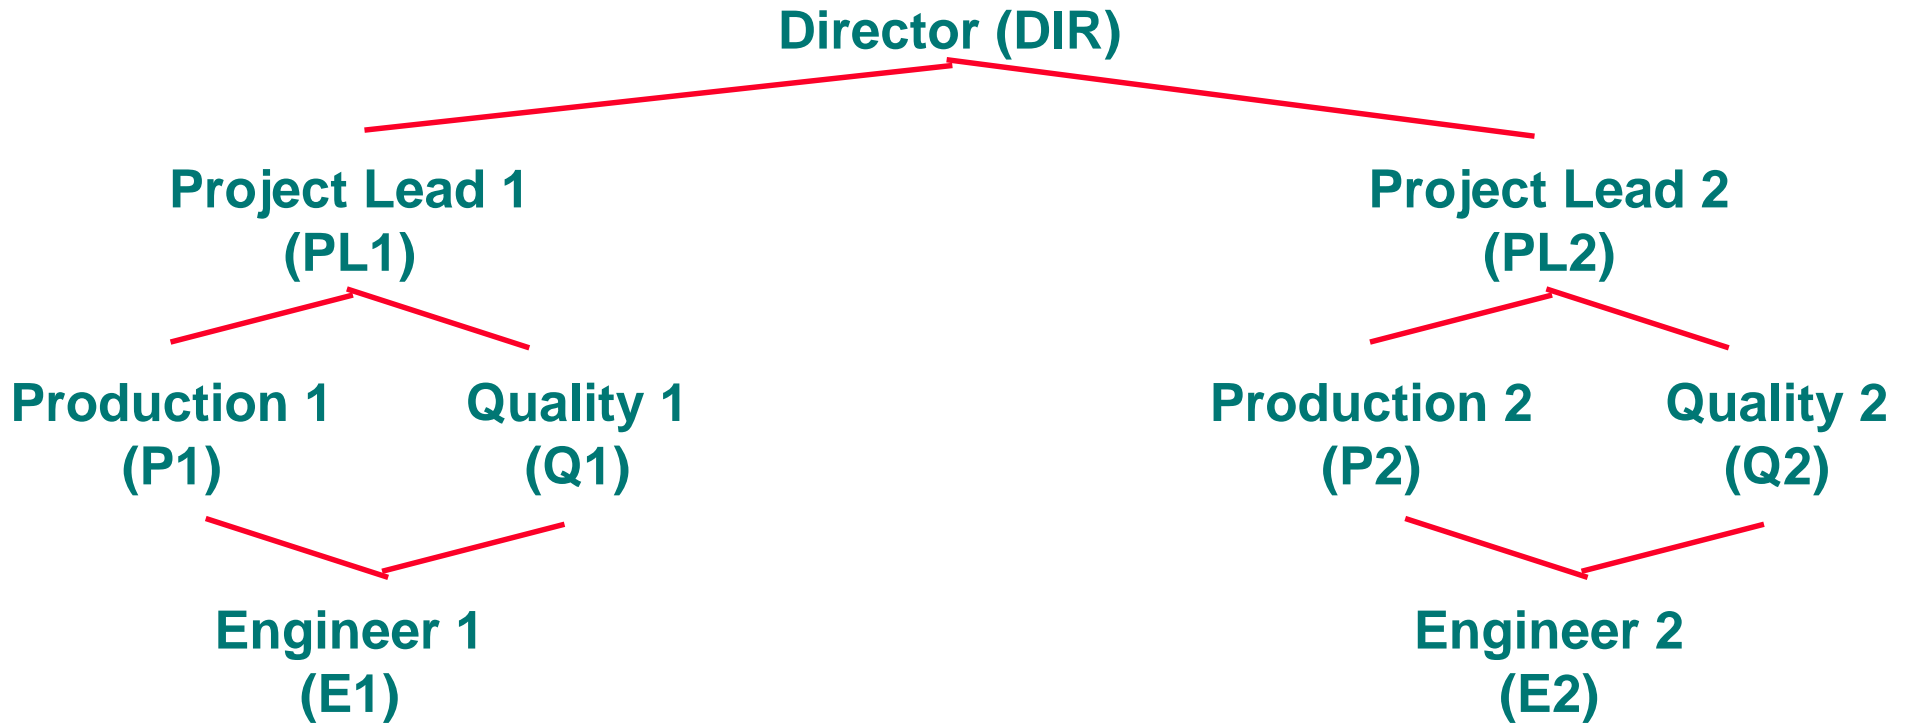 Director (DIR)
Project Lead 1
(PL1)
Project Lead 2
(PL2)
Production 1
(P1)
Quality 1
(Q1)
Production 2
(P2)
Quality 2
(Q2)
Engineer 1
(E1)
Engineer 2
(E2)